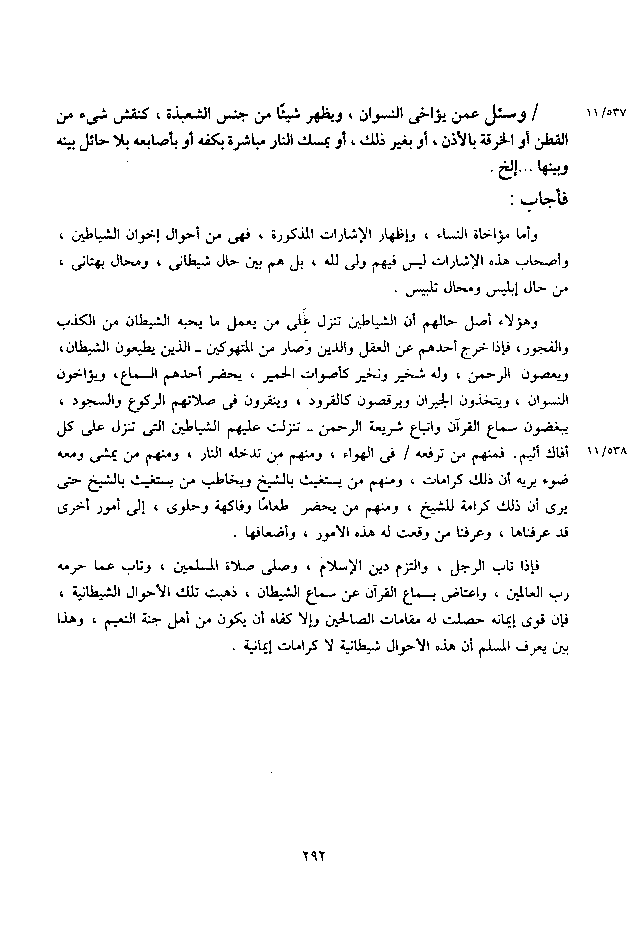 ١١/٥٣٧ / وسئل عمن يؤاخى النسوان ، ويظهر شيئًا من جنس الشعبذة ، كنقش شيء من
القطن أو الخرقة بالأذن ، أو بغير ذلك ، أو يمسك النار مباشرة بكفه أو بأصابعه بلا حائل بينه
وبينها ...إلخ .
فأجاب :
وأما مؤاخاة النساء ، وإظهار الإشارات المذكورة ، فهى من أحوال إخوان الشياطين ،
وأصحاب هذه الإشارات ليس فيهم ولى لله ، بل هم بين حال شيطانى ، ومحال بهتانى ،
من حال إبليس ومحال تلبيس .
وهؤلاء أصل حالهم أن الشياطين تنزل على من يعمل ما يحبه الشيطان من الكذب
والفجور، فإذا خرج أحدهم عن العقل والدين وصار من المتهوكين ــ الذين يطيعون الشيطان،
ويعصون الرحمن ، وله شخير ونخير كأصوات الحمير ، يحضر أحدهم السماع، ويؤاخون
النسوان ، ويتخذون الجيران ويرقصون كالقرود ، وينقرون فى صلاتهم الركوع والسجود ،
يبغضون سماع القرآن واتباع شريعة الرحمن ــ تنزلت عليهم الشياطين التى تنزل على كل
١١/٥٣٨ أفاك أثيم. فمنهم من ترفعه / فى الهواء ، ومنهم من تدخله النار ، ومنهم من يمشى ومعه
ضوء يريه أن ذلك كرامات ، ومنهم من يستغيث بالشيخ ويخاطب من يستغيث بالشيخ حتى
يرى أن ذلك كرامة للشيخ ، ومنهم من يحضر طعامًا وفاكهة وحلوى ، إلى أمور أخرى
قد عرفناها ، وعرفنا من وقعت له هذه الأمور ، وأضعافها .
فإذا تاب الرجل ، والتزم دين الإسلام ، وصلى صلاة المسلمين ، وتاب عما حرمه
رب العالمين ، واعتاض بسماع القرآن عن سماع الشيطان ، ذهبت تلك الأحوال الشيطانية ،
فإن قوى إيمانه حصلت له مقامات الصالحين وإلا كفاه أن يكون من أهل جنة النعيم ، وهذا
بين يعرف المسلم أن هذه الأحوال شيطانية لا كرامات إيمانية .
٢٩٢